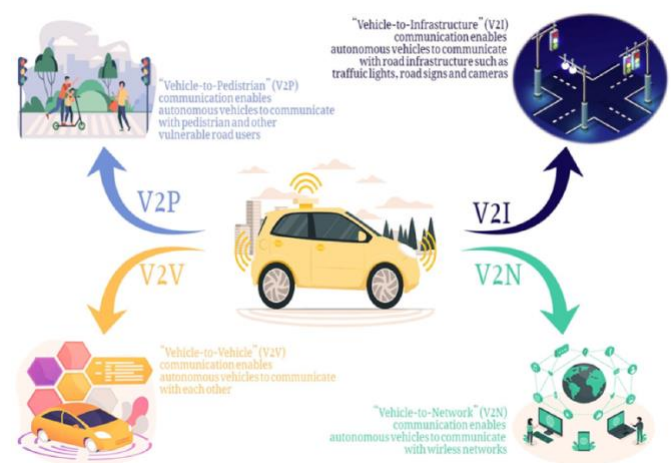 "Vehicle-to-Infrastructure" (V2I)
communication enables
autonomous vehicles to communicate
with road infrastructure such as
traffuic lights, road signs and cameras
"Vehicle-to-Pedistrian" (V2P)
communication enables
autonomous vehicles to communicate
with pedistrian and other
vulnerable road users
V2P
V2I
V2V
V2N
"Vehicle-to-Vehicle" (V2V)
communication enables
autonomous vehicles to communicate
with each other
"Vehicle-to-Network" (V2N)
communication enables
autonomous vehicles to communicate
with wirless networks